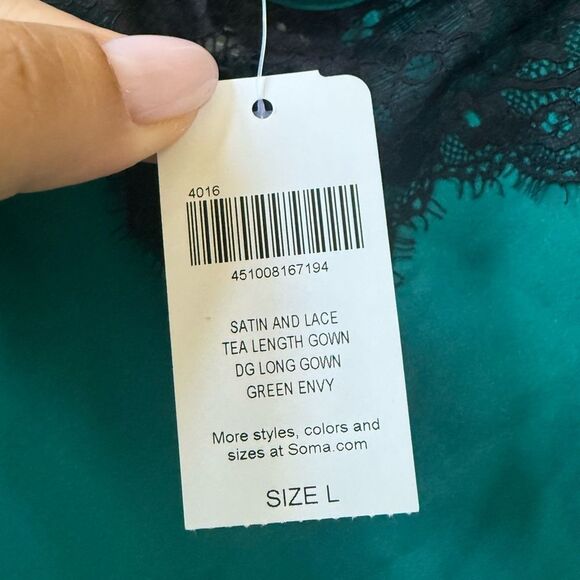 4016
451008167194
SATIN AND LACE
TEA LENGTH GOWN
DG LONG GOWN
GREEN ENVY
More styles, colors and
sizes at Soma.com
SIZE L